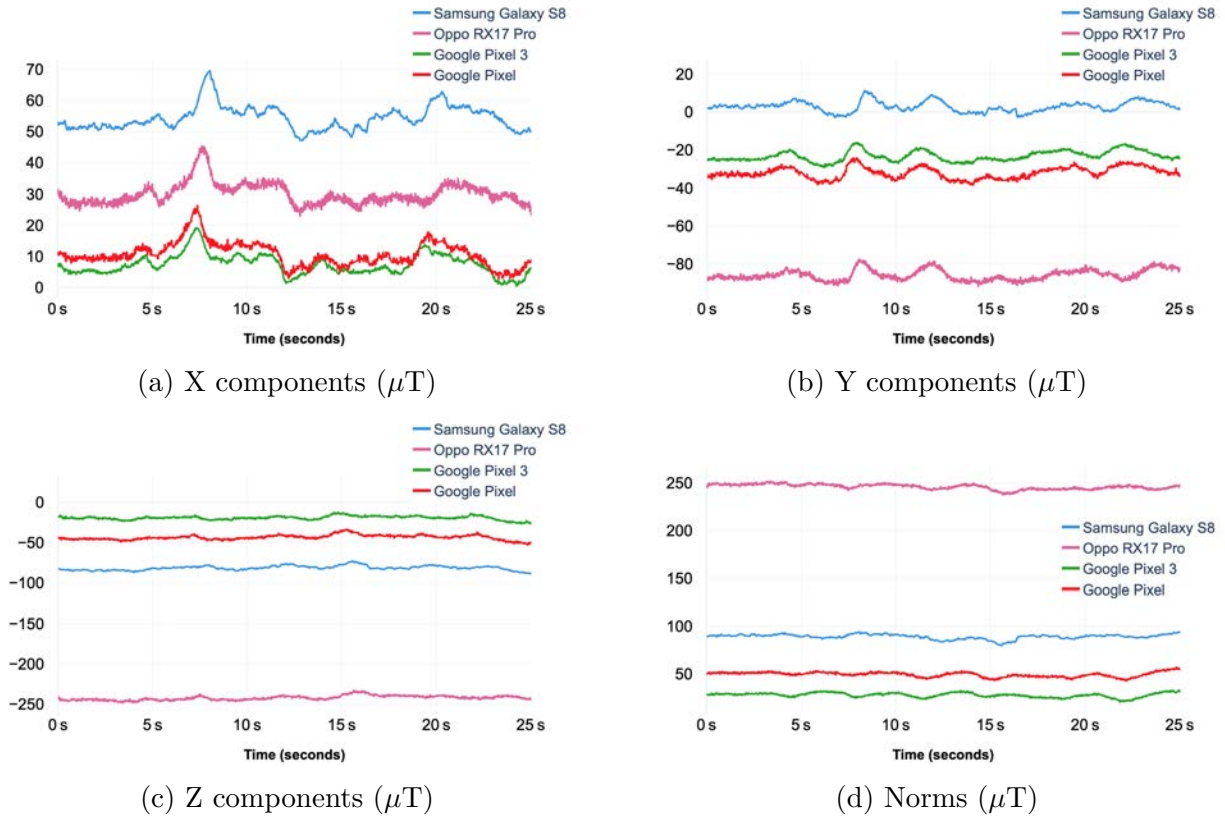 Samsung Galaxy S8
Oppo RX17 Pro
Google Pixel 3
Google Pixel
70
60
50
40
30
20
10
0
0 s 5 s 10 s 15 s 20 s 25 s
Time (seconds)
(a) X components (μT)
Samsung Galaxy S8
Oppo RX17 Pro
Google Pixel 3
Google Pixel
20
0
−20
−40
−60
−80
0 s 5 s 10 s 15 s 20 s 25 s
Time (seconds)
(b) Y components (μT)
Samsung Galaxy S8
Oppo RX17 Pro
Google Pixel 3
Google Pixel
0
−50
−100
−150
−200
−250
0 s 5 s 10 s 15 s 20 s 25 s
Time (seconds)
(c) Z components (μT)
250
200
150
100
50
Samsung Galaxy S8
Oppo RX17 Pro
Google Pixel 3
Google Pixel
0 s 5 s 10 s 15 s 20 s 25 s
Time (seconds)
(d) Norms (μT)